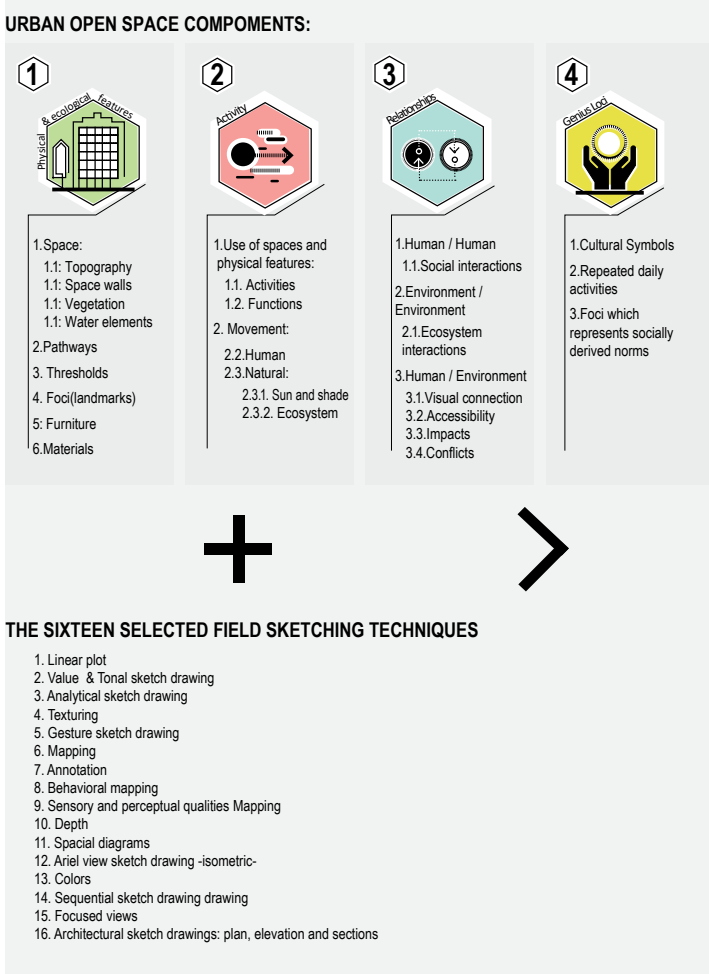 URBAN OPEN SPACE COMPOMENTS:
1
Physical & ecological features
1.Space:
1.1: Topography
1.1: Space walls
1.1: Vegetation
1.1: Water elements
2.Pathways
3. Thresholds
4. Foci(landmarks)
5: Furniture
6.Materials
2
Activity
1.Use of spaces and
physical features:
1.1. Activities
1.2. Functions
2. Movement:
2.2.Human
2.3.Natural:
2.3.1. Sun and shade
2.3.2. Ecosystem
3
Relationships
1.Human / Human
1.1.Social interactions
2.Environment /
Environment
2.1.Ecosystem
interactions
3.Human / Environment
3.1.Visual connection
3.2.Accessibility
3.3.Impacts
3.4.Conflicts
4
Genius Loci
1.Cultural Symbols
2.Repeated daily
activities
3.Foci which
represents socially
derived norms
THE SIXTEEN SELECTED FIELD SKETCHING TECHNIQUES
1. Linear plot
2. Value & Tonal sketch drawing
3. Analytical sketch drawing
4. Texturing
5. Gesture sketch drawing
6. Mapping
7. Annotation
8. Behavioral mapping
9. Sensory and perceptual qualities Mapping
10. Depth
11. Spacial diagrams
12. Ariel view sketch drawing -isometric-
13. Colors
14. Sequential sketch drawing drawing
15. Focused views
16. Architectural sketch drawings: plan, elevation and sections